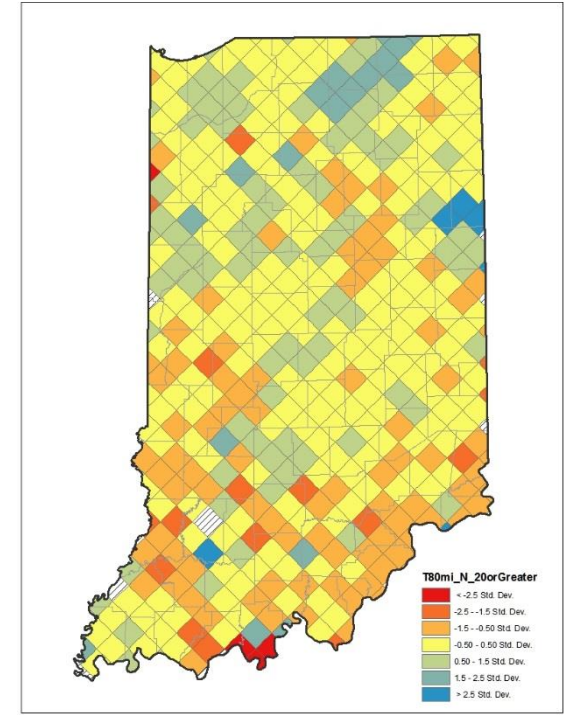 T80mi_N_20orGreater
< -2.5 Std. Dev.
-2.5 - -1.5 Std. Dev.
-1.5 - -0.50 Std. Dev.
-0.50 - 0.50 Std. Dev.
0.50 - 1.5 Std. Dev.
1.5 - 2.5 Std. Dev.
> 2.5 Std. Dev.